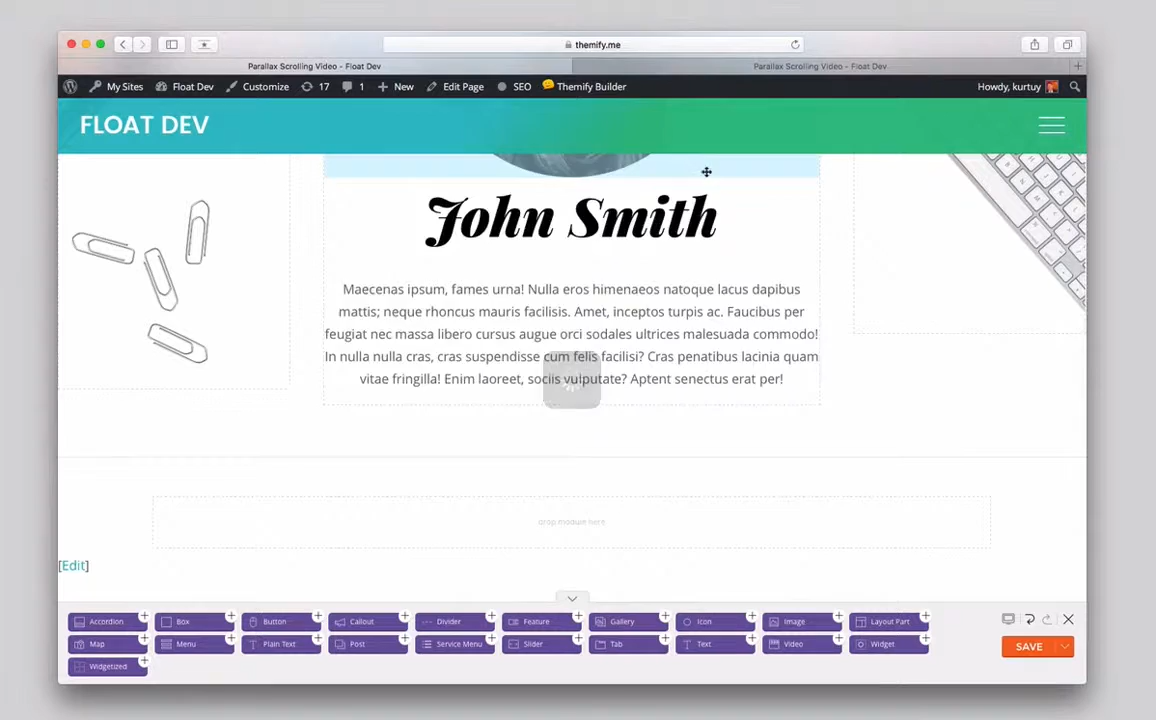 themify.me
Parallax Scrolling Video - Float Dev
Parallax Scrolling Video - Float Dev
My Sites
Float Dev
Customize
17
1
New
Edit Page
SEO
Themify Builder
Howdy, kurtuy
FLOAT DEV
John Smith
Maecenas ipsum, fames urna! Nulla eros himenaeos natoque lacus dapibus
mattis; neque rhoncus mauris facilisis. Amet, inceptos turpis ac. Faucibus per
feugiat nec massa libero cursus augue orci sodales ultrices malesuada commodo!
In nulla nulla cras, cras suspendisse cum felis facilisi? Cras penatibus lacinia quam
vitae fringilla! Enim laoreet, sociis vulputate? Aptent senectus erat per!
drop module here
[Edit]
Accordion
Box
Button
Callout
Divider
Feature
Gallery
Icon
Image
Layout Part
Map
Menu
Plain Text
Post
Service Menu
Slider
Tab
Text
Video
Widget
Widgetized
SAVE